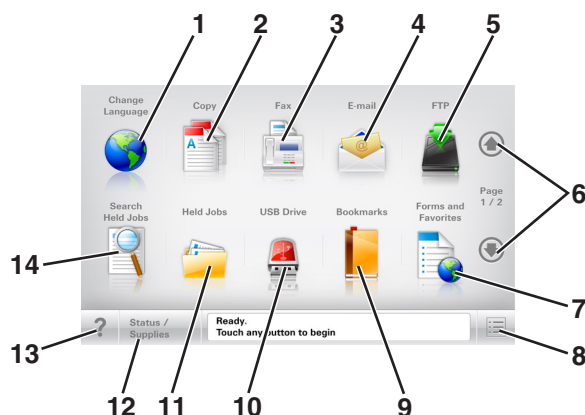 1 2 3 4 5
Change Language Copy Fax E-mail FTP
6
Page
1 / 2
Search Held Jobs Held Jobs USB Drive Bookmarks Forms and Favorites
A
@
14
7
? Status / Supplies Ready.
Touch any button to begin
8
13 12 11 10 9